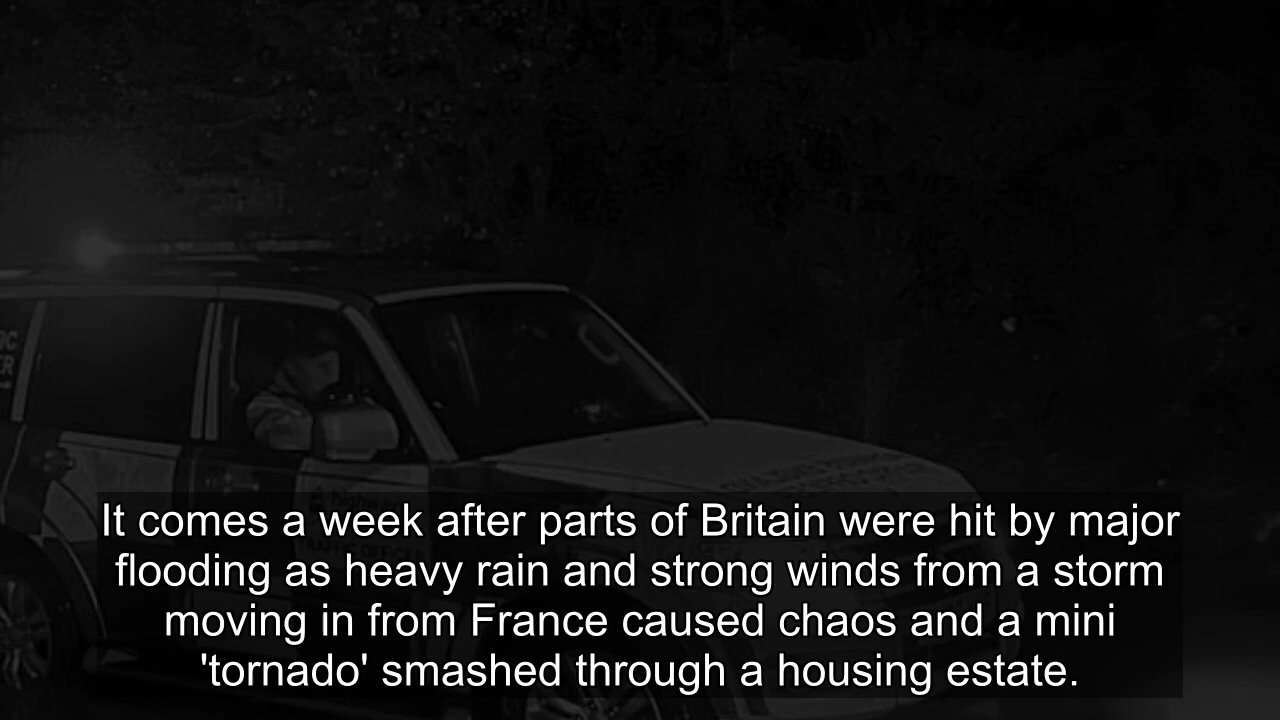 It comes a week after parts of Britain were hit by major
flooding as heavy rain and strong winds from a storm
moving in from France caused chaos and a mini
'tornado' smashed through a housing estate.